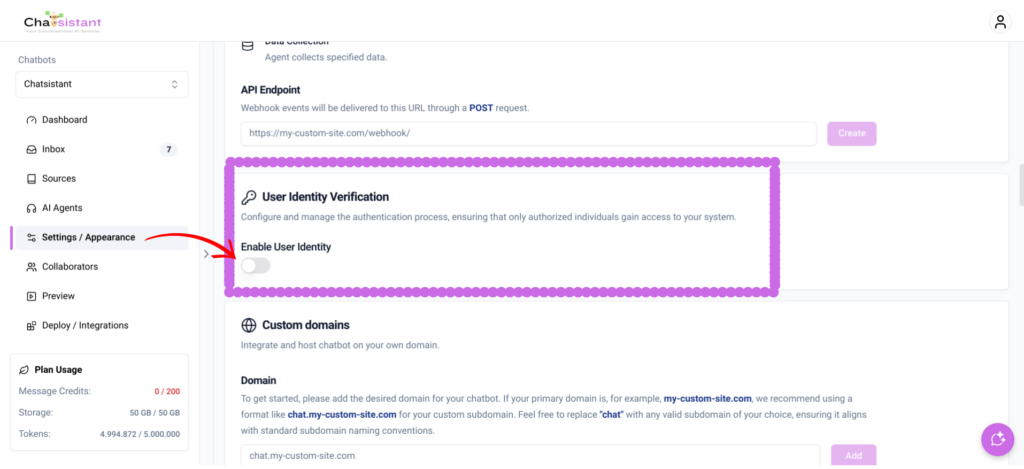 Chatsistant
Your Conversational AI Services
Chatbots
Chatsistant
Dashboard
Inbox 7
Sources
AI Agents
Settings / Appearance
Collaborators
Preview
Deploy / Integrations
Plan Usage
Message Credits: 0 / 200
Storage: 50 GB / 50 GB
Tokens: 4.994.872 / 5.000.000
Data Collection
Agent collects specified data.
API Endpoint
Webhook events will be delivered to this URL through a POST request.
https://my-custom-site.com/webhook/ Create
User Identity Verification
Configure and manage the authentication process, ensuring that only authorized individuals gain access to your system.
Enable User Identity
Custom domains
Integrate and host chatbot on your own domain.
Domain
To get started, please add the desired domain for your chatbot. If your primary domain is, for example, my-custom-site.com, we recommend using a
format like chat.my-custom-site.com for your custom subdomain. Feel free to replace "chat" with any valid subdomain of your choice, ensuring it aligns
with standard subdomain naming conventions.
chat.my-custom-site.com Add